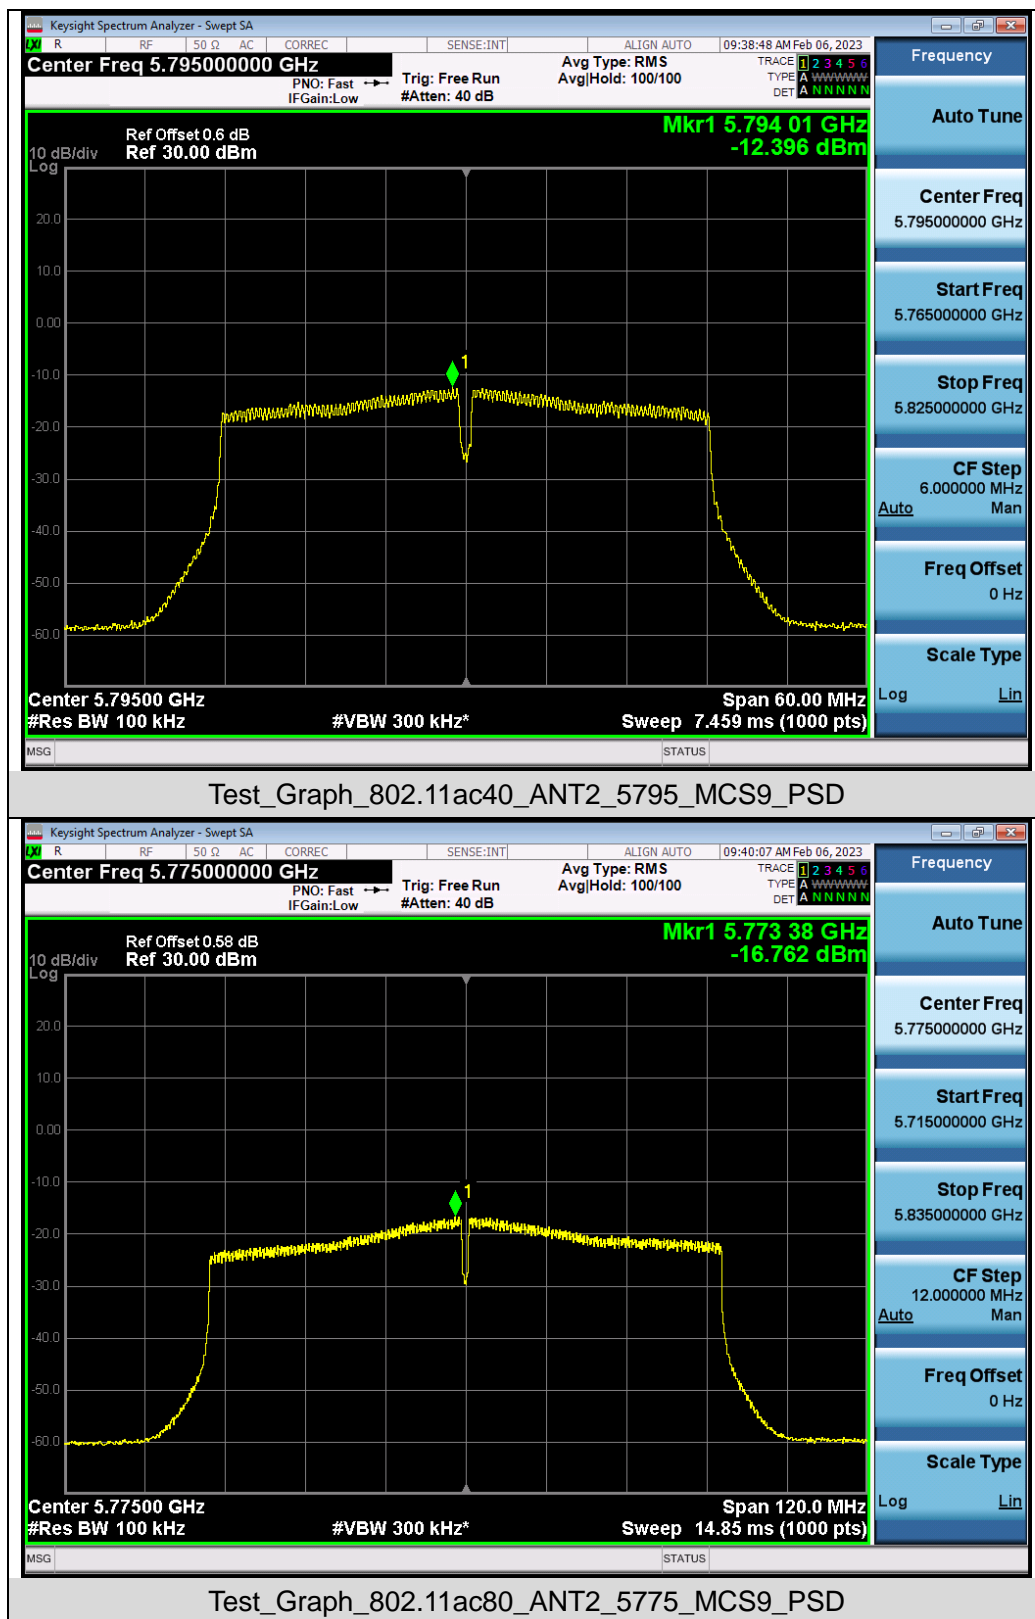 Keysight Spectrum Analyzer - Swept SA
LXI R RF 50 Ω AC CORREC SENSE:INT ALIGN AUTO 09:38:48 AM Feb 06, 2023
Center Freq 5.795000000 GHz
PNO: Fast
IFGain:Low
Trig: Free Run
#Atten: 40 dB
Avg Type: RMS
Avg|Hold: 100/100
TRACE 1 2 3 4 5 6
TYPE A WWWWW
DET A N N N N N
Ref Offset 0.6 dB
10 dB/div Ref 30.00 dBm
Log
Mkr1 5.794 01 GHz
-12.396 dBm
20.0
10.0
0.00
-10.0
-20.0
-30.0
-40.0
-50.0
-60.0
1
Center 5.79500 GHz Span 60.00 MHz
#Res BW 100 kHz #VBW 300 kHz* Sweep 7.459 ms (1000 pts)
MSG STATUS
Frequency
Auto Tune
Center Freq
5.795000000 GHz
Start Freq
5.765000000 GHz
Stop Freq
5.825000000 GHz
CF Step
6.000000 MHz
Auto Man
Freq Offset
0 Hz
Scale Type
Log Lin
Test_Graph_802.11ac40_ANT2_5795_MCS9_PSD
Keysight Spectrum Analyzer - Swept SA
LXI R RF 50 Ω AC CORREC SENSE:INT ALIGN AUTO 09:40:07 AM Feb 06, 2023
Center Freq 5.775000000 GHz
PNO: Fast
IFGain:Low
Trig: Free Run
#Atten: 40 dB
Avg Type: RMS
Avg|Hold: 100/100
TRACE 1 2 3 4 5 6
TYPE A WWWWW
DET A N N N N N
Ref Offset 0.58 dB
10 dB/div Ref 30.00 dBm
Log
Mkr1 5.773 38 GHz
-16.762 dBm
20.0
10.0
0.00
-10.0
-20.0
-30.0
-40.0
-50.0
-60.0
1
Center 5.77500 GHz Span 120.0 MHz
#Res BW 100 kHz #VBW 300 kHz* Sweep 14.85 ms (1000 pts)
MSG STATUS
Frequency
Auto Tune
Center Freq
5.775000000 GHz
Start Freq
5.715000000 GHz
Stop Freq
5.835000000 GHz
CF Step
12.000000 MHz
Auto Man
Freq Offset
0 Hz
Scale Type
Log Lin
Test_Graph_802.11ac80_ANT2_5775_MCS9_PSD